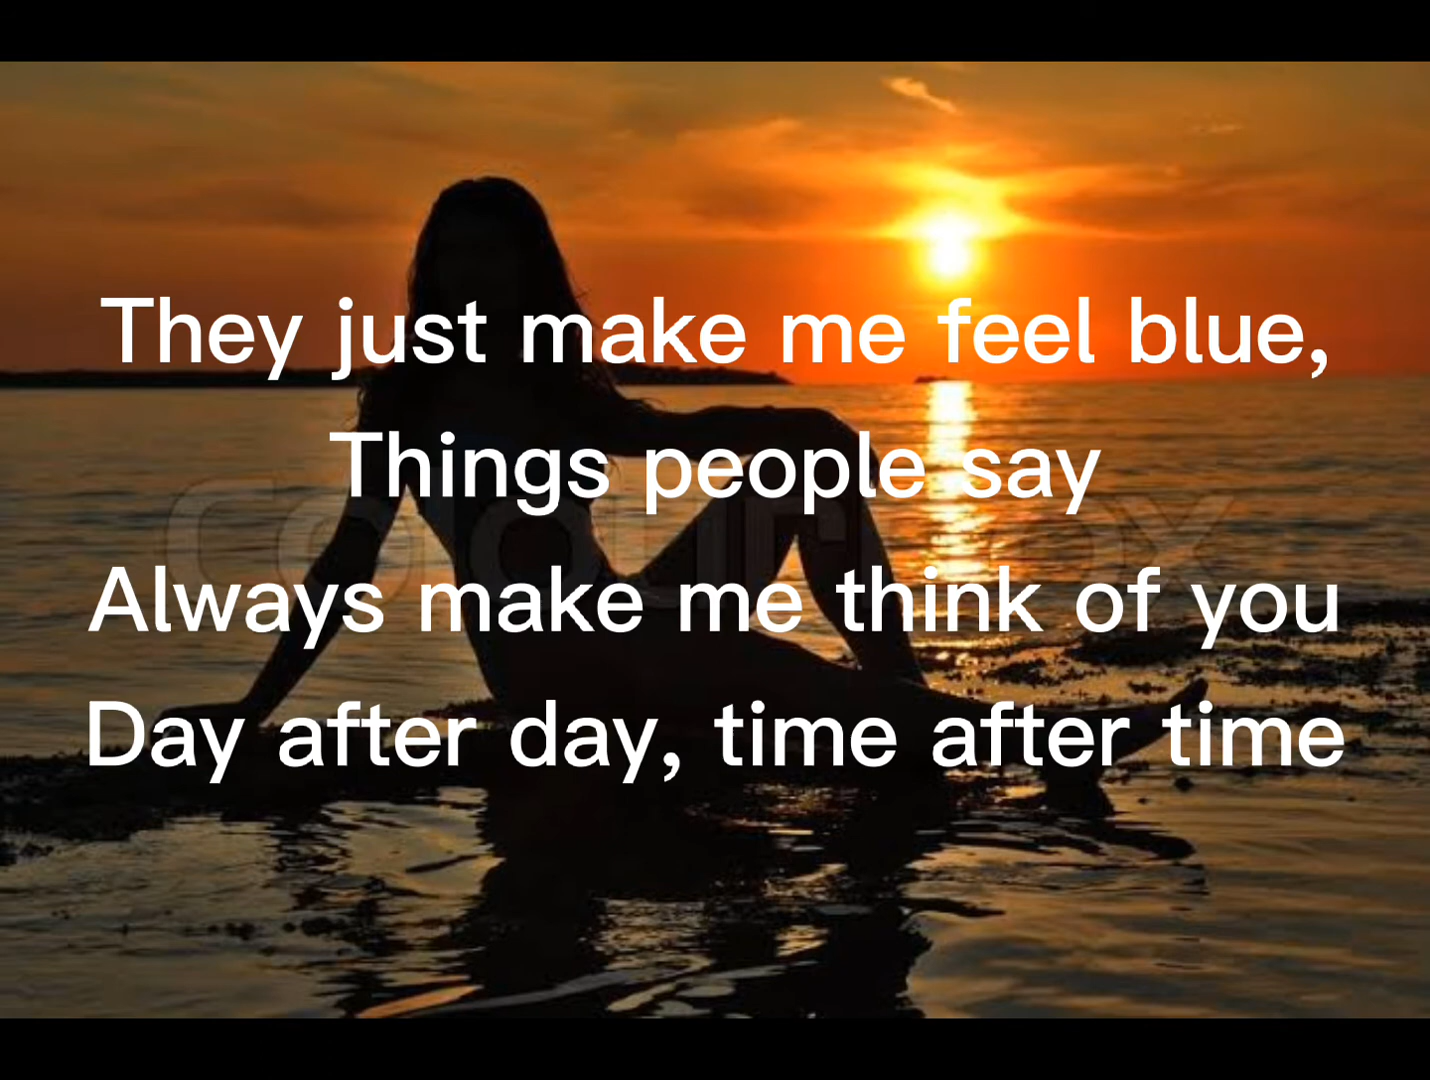 They just make me feel blue,
Things people say
Always make me think of you
Day after day, time after time
colourbox